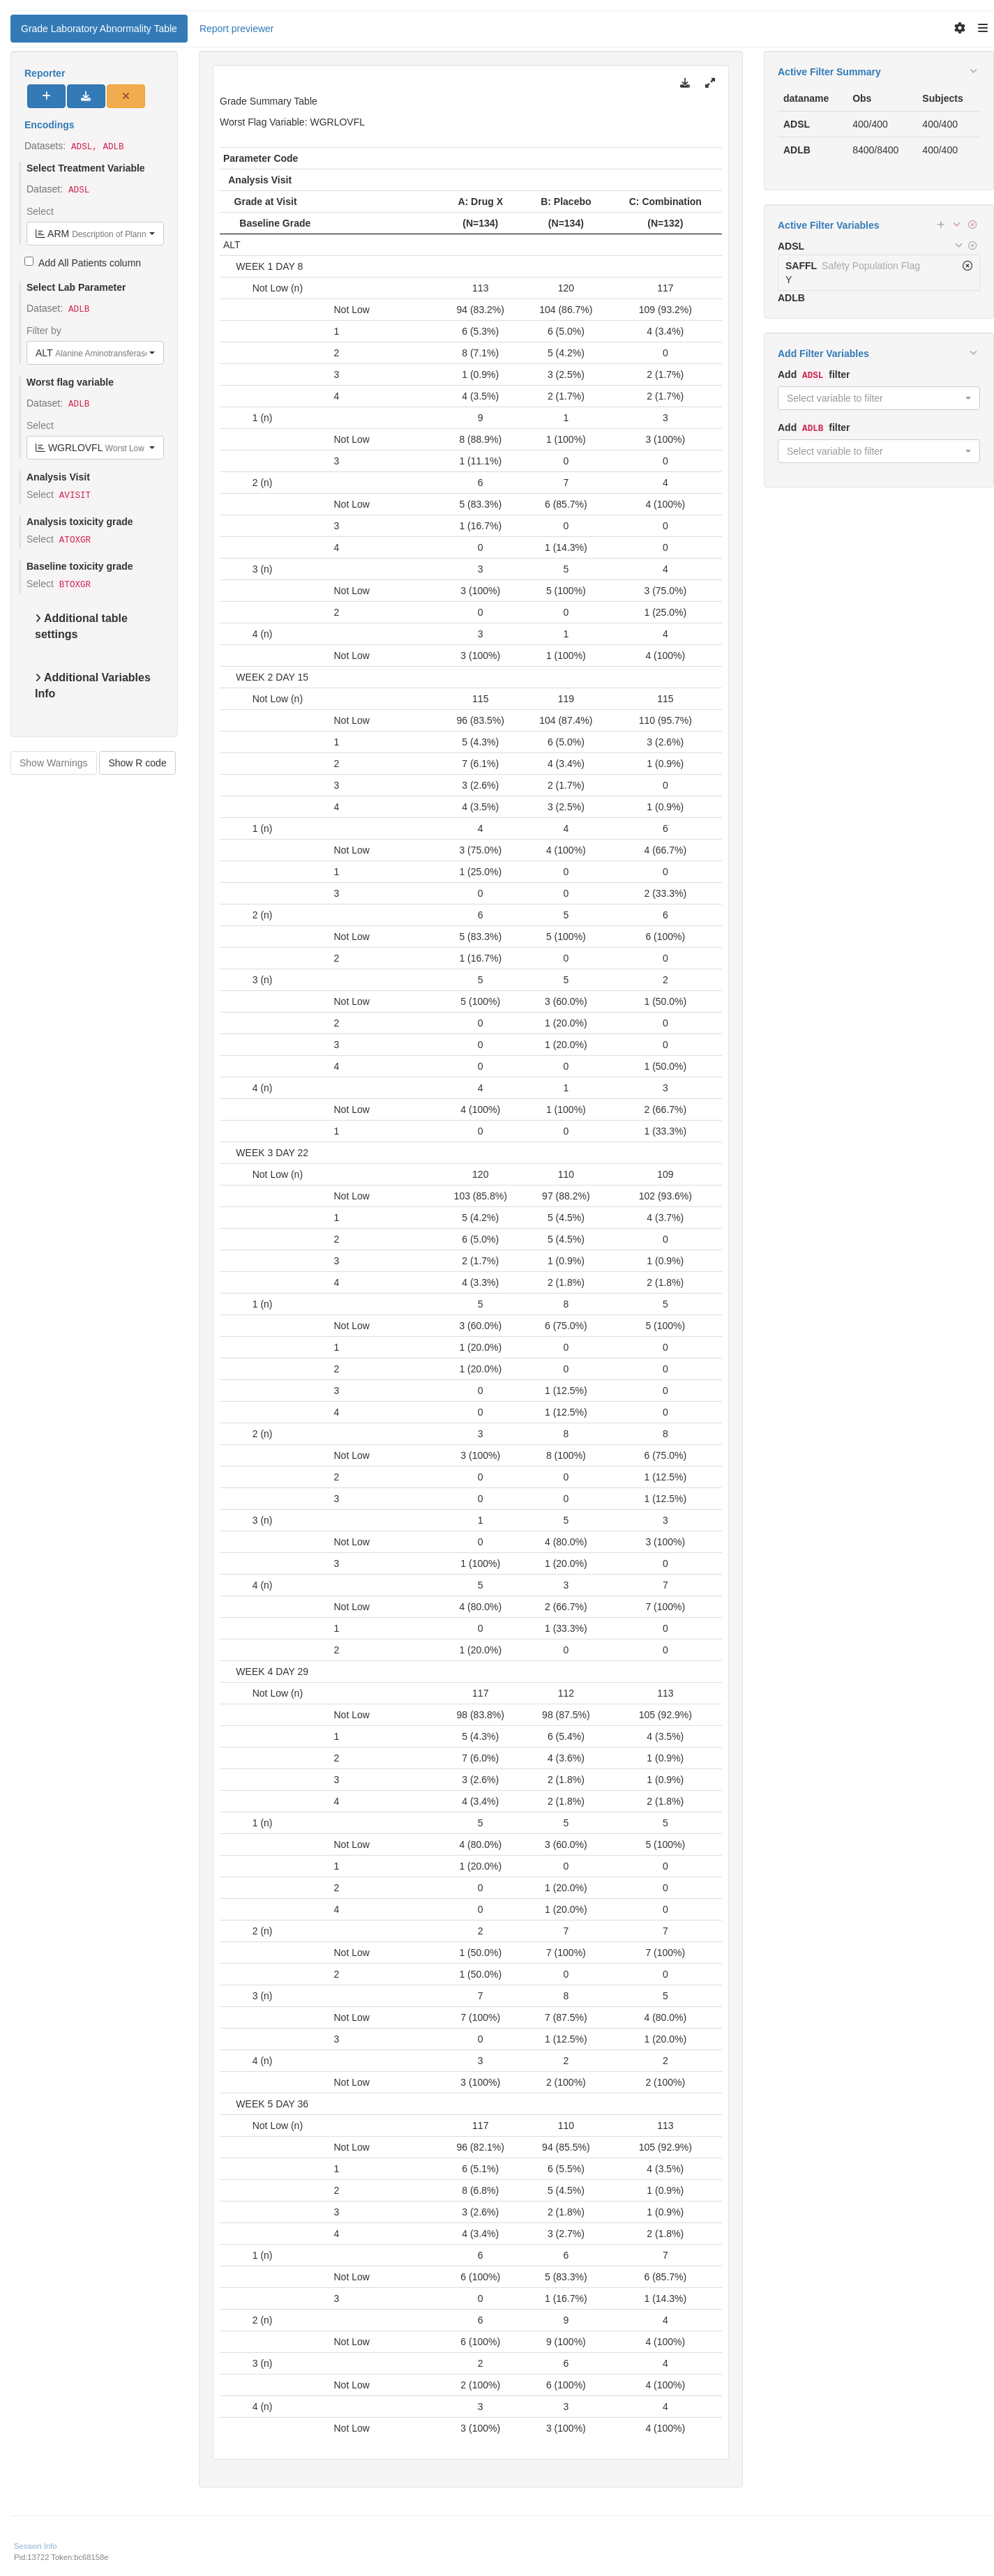 Grade Laboratory Abnormality Table Report previewer
Reporter
Encodings
Datasets: ADSL, ADLB
Select Treatment Variable
Dataset: ADSL
Select
ARM Description of Plann
Add All Patients column
Select Lab Parameter
Dataset: ADLB
Filter by
ALT Alanine Aminotransferase
Worst flag variable
Dataset: ADLB
Select
WGRLOVFL Worst Low
Analysis Visit
Select AVISIT
Analysis toxicity grade
Select ATOXGR
Baseline toxicity grade
Select BTOXGR
Additional table
settings
Additional Variables
Info
Show Warnings Show R code
Grade Summary Table
Worst Flag Variable: WGRLOVFL
Parameter Code
Analysis Visit
Grade at Visit A: Drug X B: Placebo C: Combination
Baseline Grade (N=134) (N=134) (N=132)
ALT
WEEK 1 DAY 8
Not Low (n) 113 120 117
Not Low 94 (83.2%) 104 (86.7%) 109 (93.2%)
1 6 (5.3%) 6 (5.0%) 4 (3.4%)
2 8 (7.1%) 5 (4.2%) 0
3 1 (0.9%) 3 (2.5%) 2 (1.7%)
4 4 (3.5%) 2 (1.7%) 2 (1.7%)
1 (n) 9 1 3
Not Low 8 (88.9%) 1 (100%) 3 (100%)
3 1 (11.1%) 0 0
2 (n) 6 7 4
Not Low 5 (83.3%) 6 (85.7%) 4 (100%)
3 1 (16.7%) 0 0
4 0 1 (14.3%) 0
3 (n) 3 5 4
Not Low 3 (100%) 5 (100%) 3 (75.0%)
2 0 0 1 (25.0%)
4 (n) 3 1 4
Not Low 3 (100%) 1 (100%) 4 (100%)
WEEK 2 DAY 15
Not Low (n) 115 119 115
Not Low 96 (83.5%) 104 (87.4%) 110 (95.7%)
1 5 (4.3%) 6 (5.0%) 3 (2.6%)
2 7 (6.1%) 4 (3.4%) 1 (0.9%)
3 3 (2.6%) 2 (1.7%) 0
4 4 (3.5%) 3 (2.5%) 1 (0.9%)
1 (n) 4 4 6
Not Low 3 (75.0%) 4 (100%) 4 (66.7%)
1 1 (25.0%) 0 0
3 0 0 2 (33.3%)
2 (n) 6 5 6
Not Low 5 (83.3%) 5 (100%) 6 (100%)
2 1 (16.7%) 0 0
3 (n) 5 5 2
Not Low 5 (100%) 3 (60.0%) 1 (50.0%)
2 0 1 (20.0%) 0
3 0 1 (20.0%) 0
4 0 0 1 (50.0%)
4 (n) 4 1 3
Not Low 4 (100%) 1 (100%) 2 (66.7%)
1 0 0 1 (33.3%)
WEEK 3 DAY 22
Not Low (n) 120 110 109
Not Low 103 (85.8%) 97 (88.2%) 102 (93.6%)
1 5 (4.2%) 5 (4.5%) 4 (3.7%)
2 6 (5.0%) 5 (4.5%) 0
3 2 (1.7%) 1 (0.9%) 1 (0.9%)
4 4 (3.3%) 2 (1.8%) 2 (1.8%)
1 (n) 5 8 5
Not Low 3 (60.0%) 6 (75.0%) 5 (100%)
1 1 (20.0%) 0 0
2 1 (20.0%) 0 0
3 0 1 (12.5%) 0
4 0 1 (12.5%) 0
2 (n) 3 8 8
Not Low 3 (100%) 8 (100%) 6 (75.0%)
2 0 0 1 (12.5%)
3 0 0 1 (12.5%)
3 (n) 1 5 3
Not Low 0 4 (80.0%) 3 (100%)
3 1 (100%) 1 (20.0%) 0
4 (n) 5 3 7
Not Low 4 (80.0%) 2 (66.7%) 7 (100%)
1 0 1 (33.3%) 0
2 1 (20.0%) 0 0
WEEK 4 DAY 29
Not Low (n) 117 112 113
Not Low 98 (83.8%) 98 (87.5%) 105 (92.9%)
1 5 (4.3%) 6 (5.4%) 4 (3.5%)
2 7 (6.0%) 4 (3.6%) 1 (0.9%)
3 3 (2.6%) 2 (1.8%) 1 (0.9%)
4 4 (3.4%) 2 (1.8%) 2 (1.8%)
1 (n) 5 5 5
Not Low 4 (80.0%) 3 (60.0%) 5 (100%)
1 1 (20.0%) 0 0
2 0 1 (20.0%) 0
4 0 1 (20.0%) 0
2 (n) 2 7 7
Not Low 1 (50.0%) 7 (100%) 7 (100%)
2 1 (50.0%) 0 0
3 (n) 7 8 5
Not Low 7 (100%) 7 (87.5%) 4 (80.0%)
3 0 1 (12.5%) 1 (20.0%)
4 (n) 3 2 2
Not Low 3 (100%) 2 (100%) 2 (100%)
WEEK 5 DAY 36
Not Low (n) 117 110 113
Not Low 96 (82.1%) 94 (85.5%) 105 (92.9%)
1 6 (5.1%) 6 (5.5%) 4 (3.5%)
2 8 (6.8%) 5 (4.5%) 1 (0.9%)
3 3 (2.6%) 2 (1.8%) 1 (0.9%)
4 4 (3.4%) 3 (2.7%) 2 (1.8%)
1 (n) 6 6 7
Not Low 6 (100%) 5 (83.3%) 6 (85.7%)
3 0 1 (16.7%) 1 (14.3%)
2 (n) 6 9 4
Not Low 6 (100%) 9 (100%) 4 (100%)
3 (n) 2 6 4
Not Low 2 (100%) 6 (100%) 4 (100%)
4 (n) 3 3 4
Not Low 3 (100%) 3 (100%) 4 (100%)
Active Filter Summary
dataname Obs Subjects
ADSL 400/400 400/400
ADLB 8400/8400 400/400
Active Filter Variables
ADSL
SAFFL Safety Population Flag
Y
ADLB
Add Filter Variables
Add ADSL filter
Select variable to filter
Add ADLB filter
Select variable to filter
Session Info
Pid:13722 Token:bc68158e